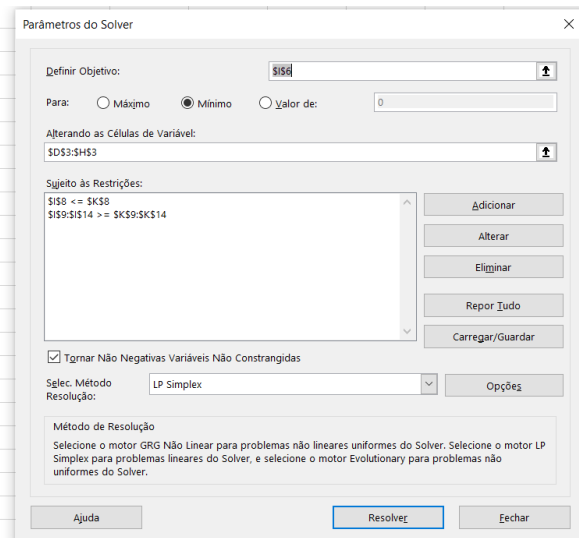 Parâmetros do Solver
Definir Objetivo: $I$6
Para: Máximo Mínimo Valor de: 0
Alterando as Células de Variável:
$D$3:$H$3
Sujeito às Restrições:
$I$8 <= $K$8
$I$9:$I$14 >= $K$9:$K$14
Adicionar
Alterar
Eliminar
Repor Tudo
Carregar/Guardar
Tornar Não Negativas Variáveis Não Constrangidas
Selec. Método
Resolução:
LP Simplex
Opções
Método de Resolução
Selecione o motor GRG Não Linear para problemas não lineares uniformes do Solver. Selecione o motor LP
Simplex para problemas lineares do Solver, e selecione o motor Evolutionary para problemas não
uniformes do Solver.
Ajuda Resolver Fechar